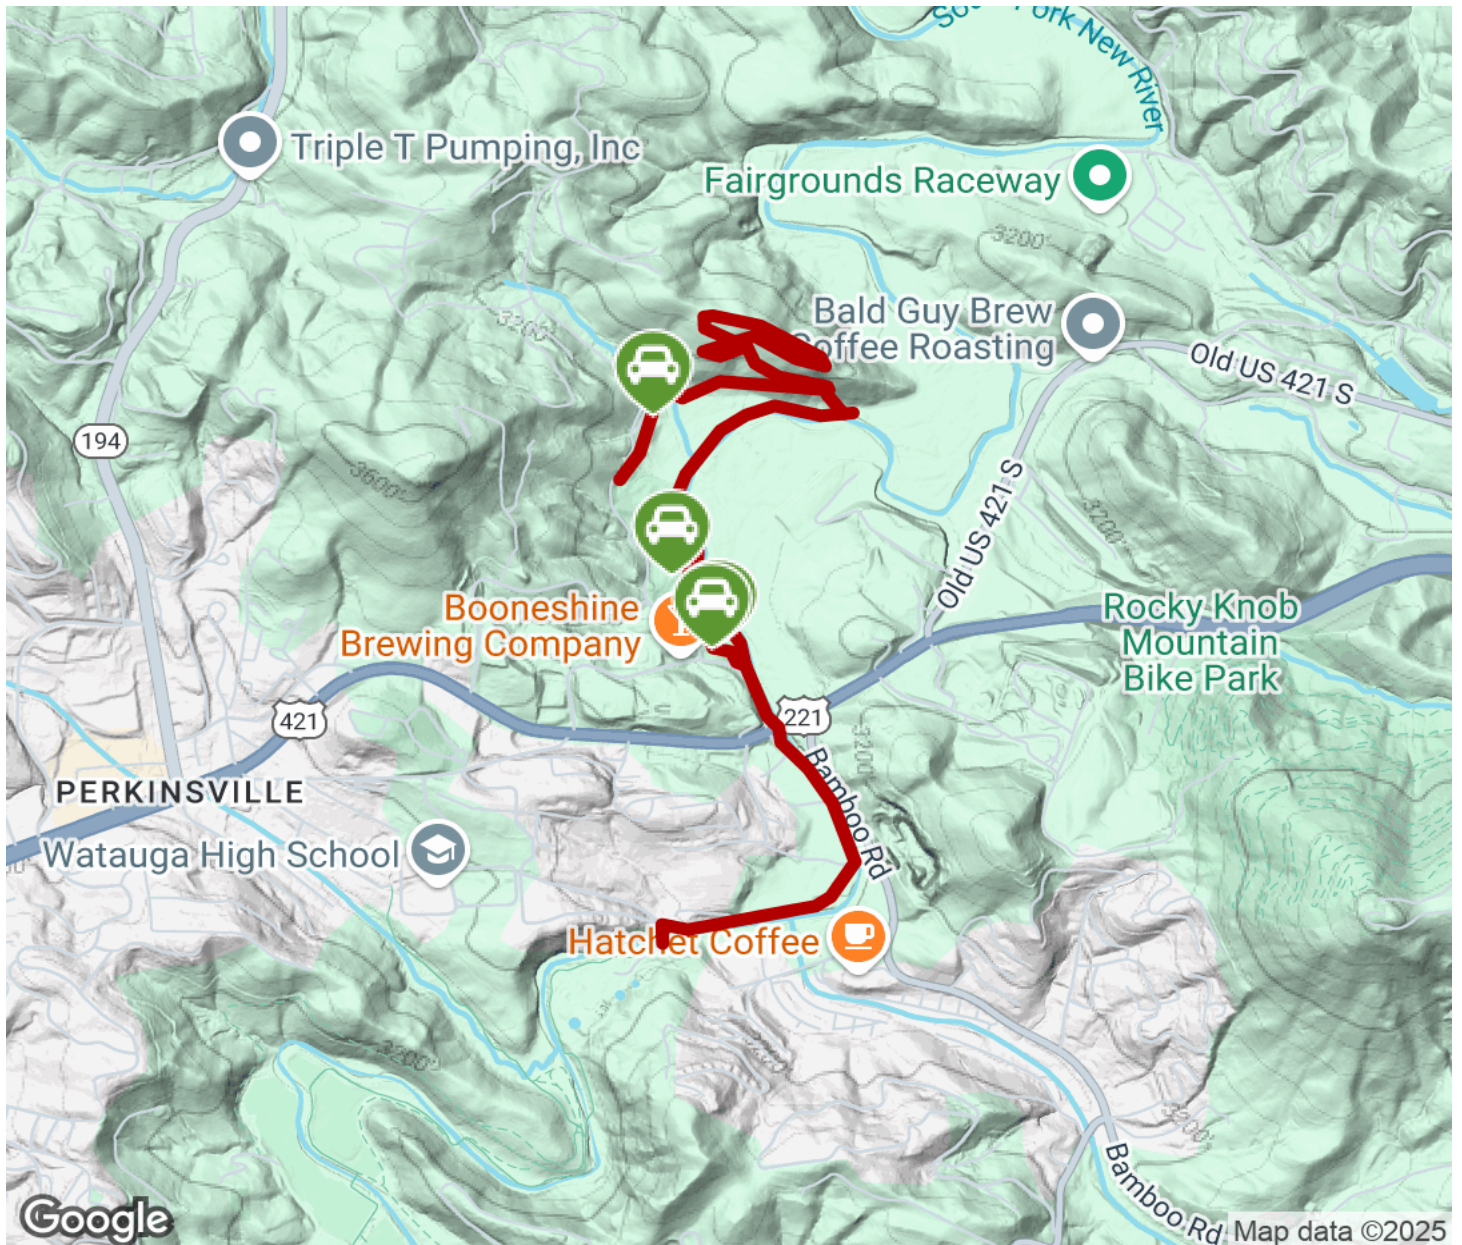 South Fork New River
Triple T Pumping, Inc
Fairgrounds Raceway
3200'
Bald Guy Brew
Coffee Roasting
3200'
Old US 421 S
194
3600'
Old US 421 S
3200'
Booneshine
Brewing Company
Rocky Knob
Mountain
Bike Park
421
221
3200'
Bamboo Rd
PERKINSVILLE
Watauga High School
Hatchet Coffee
3200'
Bamboo Rd
Google
Map data ©2025